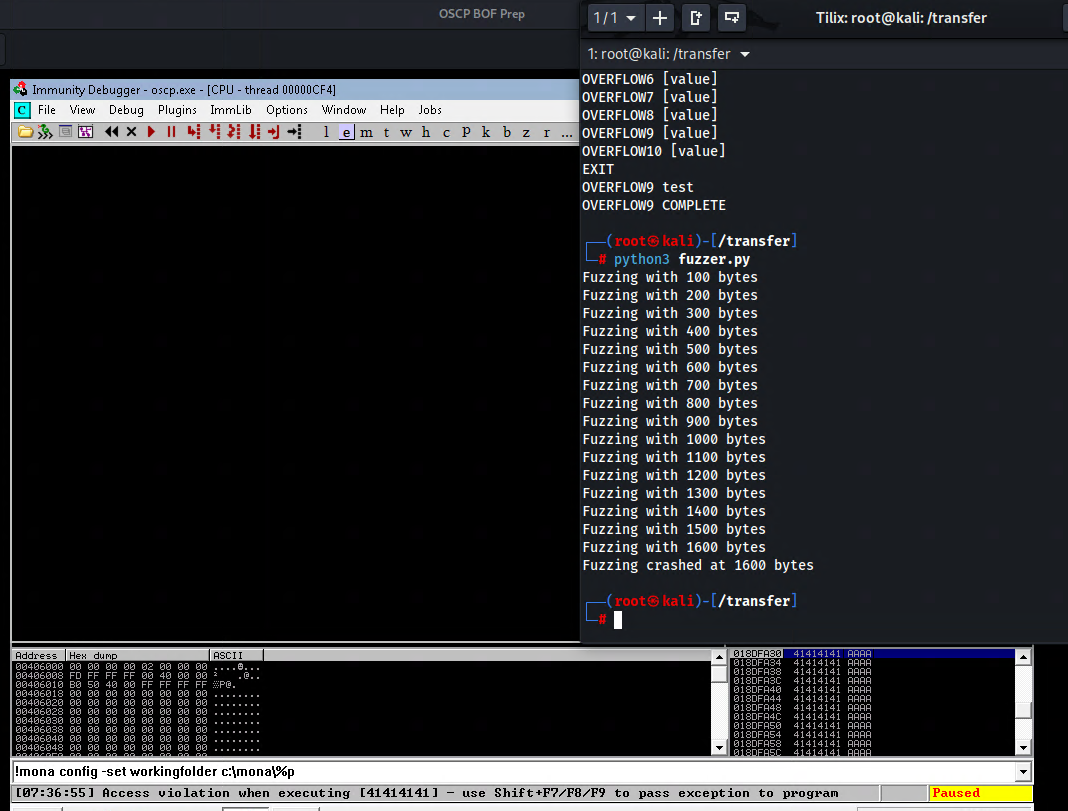 OSCP BOF Prep
1/1
Tilix: root@kali: /transfer
1: root@kali: /transfer
Immunity Debugger - oscp.exe - [CPU - thread 00000CF4]
C File View Debug Plugins ImmLib Options Window Help Jobs
l e m t w h c P k b z r ...
OVERFLOW6 [value]
OVERFLOW7 [value]
OVERFLOW8 [value]
OVERFLOW9 [value]
OVERFLOW10 [value]
EXIT
OVERFLOW9 test
OVERFLOW9 COMPLETE
┌──(root㉿kali)-[/transfer]
└─# python3 fuzzer.py
Fuzzing with 100 bytes
Fuzzing with 200 bytes
Fuzzing with 300 bytes
Fuzzing with 400 bytes
Fuzzing with 500 bytes
Fuzzing with 600 bytes
Fuzzing with 700 bytes
Fuzzing with 800 bytes
Fuzzing with 900 bytes
Fuzzing with 1000 bytes
Fuzzing with 1100 bytes
Fuzzing with 1200 bytes
Fuzzing with 1300 bytes
Fuzzing with 1400 bytes
Fuzzing with 1500 bytes
Fuzzing with 1600 bytes
Fuzzing crashed at 1600 bytes
┌──(root㉿kali)-[/transfer]
└─#
Address Hex dump ASCII
00406000 00 00 00 00 02 00 00 00 ....☻...
00406008 FD FF FF FF 00 40 00 00 ² .@..
00406010 B0 50 40 00 FF FF FF FF ░P@.
00406018 00 00 00 00 00 00 00 00 ........
00406020 00 00 00 00 00 00 00 00 ........
00406028 00 00 00 00 00 00 00 00 ........
00406030 00 00 00 00 00 00 00 00 ........
00406038 00 00 00 00 00 00 00 00 ........
00406040 00 00 00 00 00 00 00 00 ........
00406048 00 00 00 00 00 00 00 00 ........
018DFA30 41414141 AAAA
018DFA34 41414141 AAAA
018DFA38 41414141 AAAA
018DFA3C 41414141 AAAA
018DFA40 41414141 AAAA
018DFA44 41414141 AAAA
018DFA48 41414141 AAAA
018DFA4C 41414141 AAAA
018DFA50 41414141 AAAA
018DFA54 41414141 AAAA
018DFA58 41414141 AAAA
018DFA5C 41414141 AAAA
!mona config -set workingfolder c:\mona\%p
[07:36:55] Access violation when executing [41414141] - use Shift+F7/F8/F9 to pass exception to program
Paused